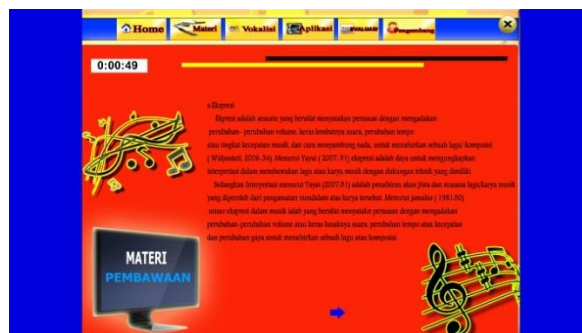 Home Materi Vokalisi Aplikasi EVALUASI Pengembang
0:00:49
a Ekspresi
Ekpresi adalah sesuatu yang bersifat menyatakan perasaan dengan mengadakan
perubahan- perubahan volume, keras lembutnya suara, perubahan tempo
atau tingkat kecepatan musik, dan cara menyambung nada, untuk menafsirkan sebuah lagu/ komposisi
( Widyastuti, 2006:34). Menurut Yayat ( 2007: 91) ekspresi adalah daya untuk mengungkapkan
interpretasi dalam membawakan lagu atau karya musik dengan dukungan teknik yang dimiliki.
Sedangkan Interpretasi menurut Yayat (2007:91) adalah penafsiran akan jiwa dan suasana lagu/karya musik
yang diperoleh dari pengamatan mendalam atas karya tersebut. Menurut Jamalus ( 1981:80)
unsur ekspresi dalam musik ialah yang bersifat menyatakan perasaan dengan mengadakan
perubahan- perubahan volume atau keras lunaknya suara, perubahan tempo atau kecepatan
dan perubahan gaya untuk menafsirkan sebuah lagu atau komposisi
MATERI
PEMBAWAAN